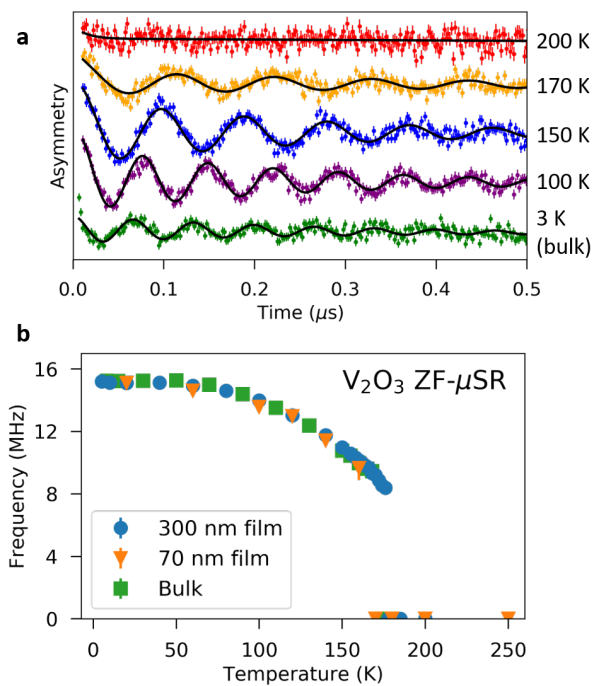 a
200 K
170 K
150 K
100 K
3 K
(bulk)
Asymmetry
0.0 0.1 0.2 0.3 0.4 0.5
Time (μs)
b
V₂O₃ ZF-μSR
16
12
8
4
0
Frequency (MHz)
300 nm film
70 nm film
Bulk
0 50 100 150 200 250
Temperature (K)